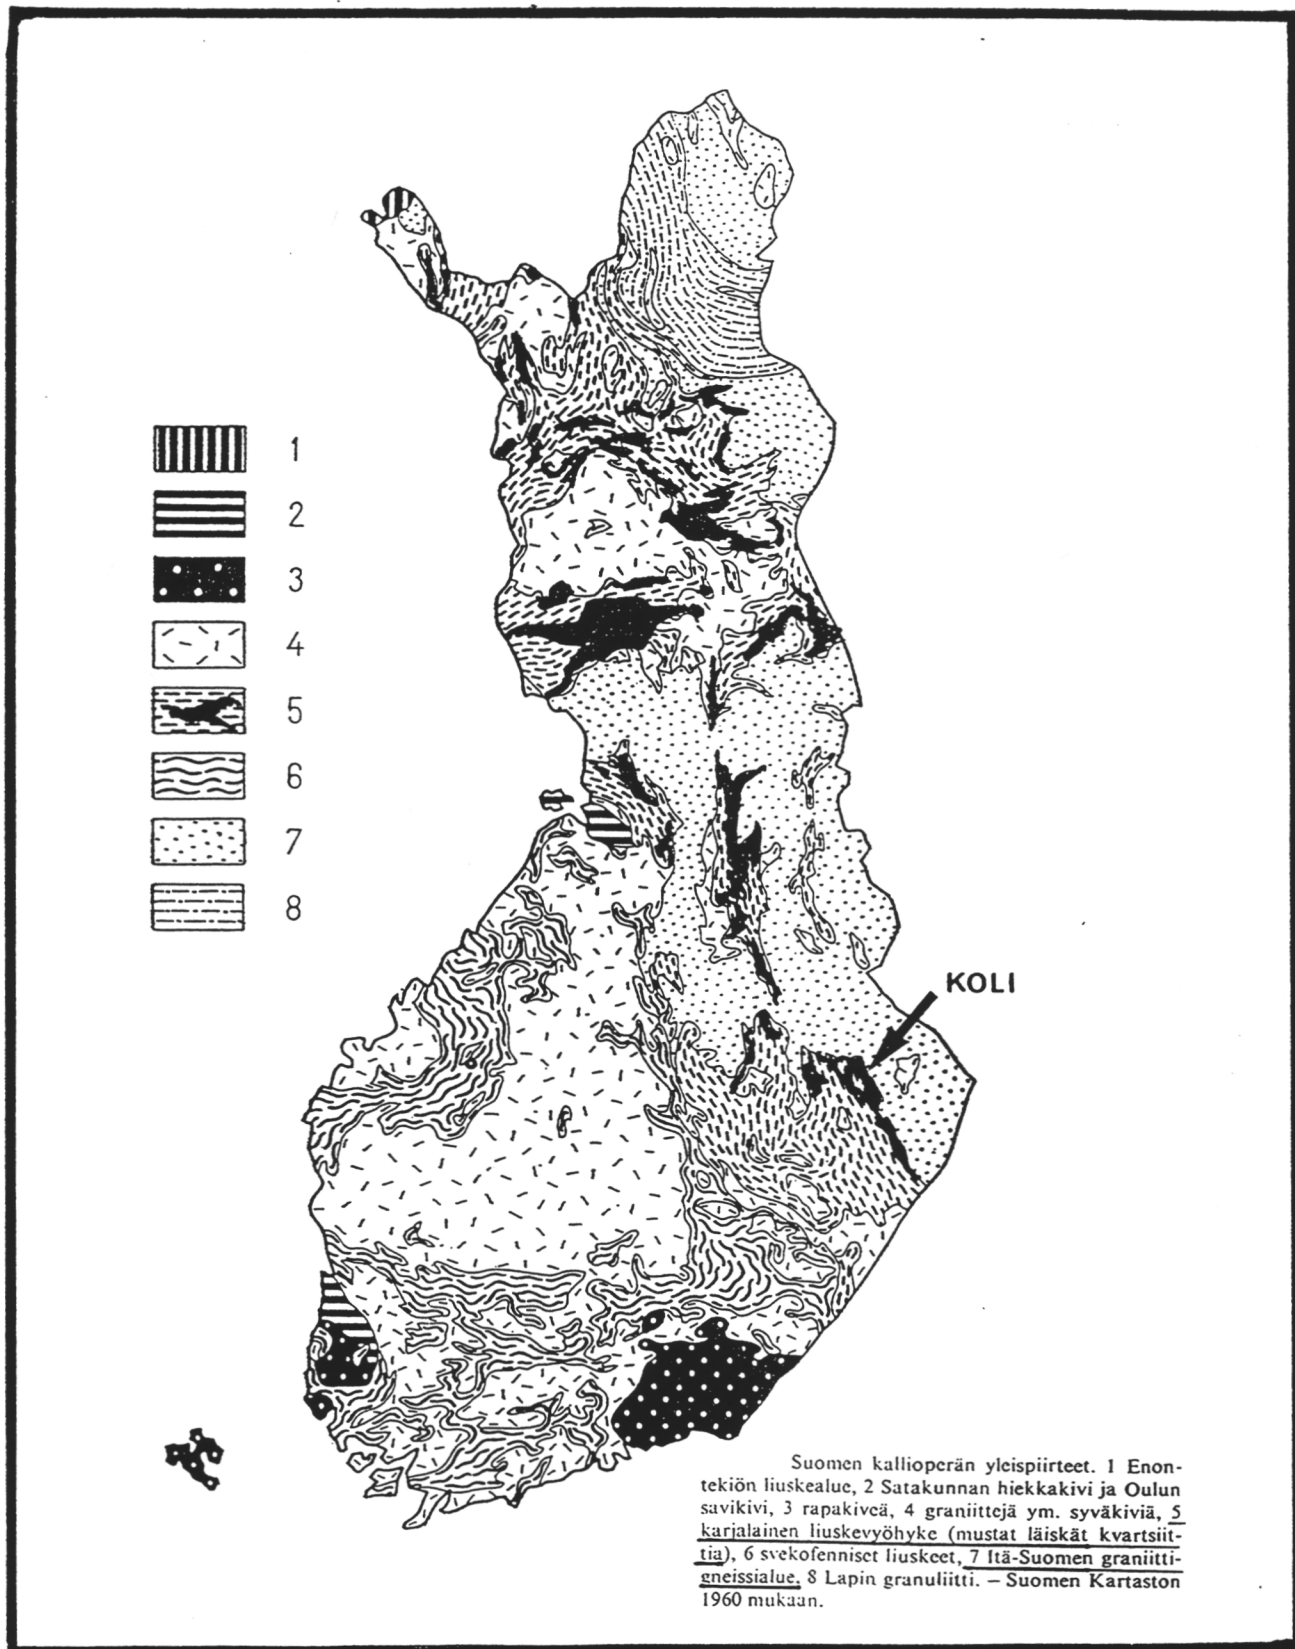 1
2
3
4
5
6
7
8
KOLI
Suomen kallioperän yleispiirteet. 1 Enon-
tekiön liuskealue, 2 Satakunnan hiekkakivi ja Oulun
savikivi, 3 rapakiveä, 4 graniittejä ym. syväkiviä, 5
karjalainen liuskevyöhyke (mustat läiskät kvartsiit-
tia), 6 svekofenniset liuskeet, 7 Itä-Suomen graniitti-
gneissialue, 8 Lapin granuliitti. — Suomen Kartaston
1960 mukaan.